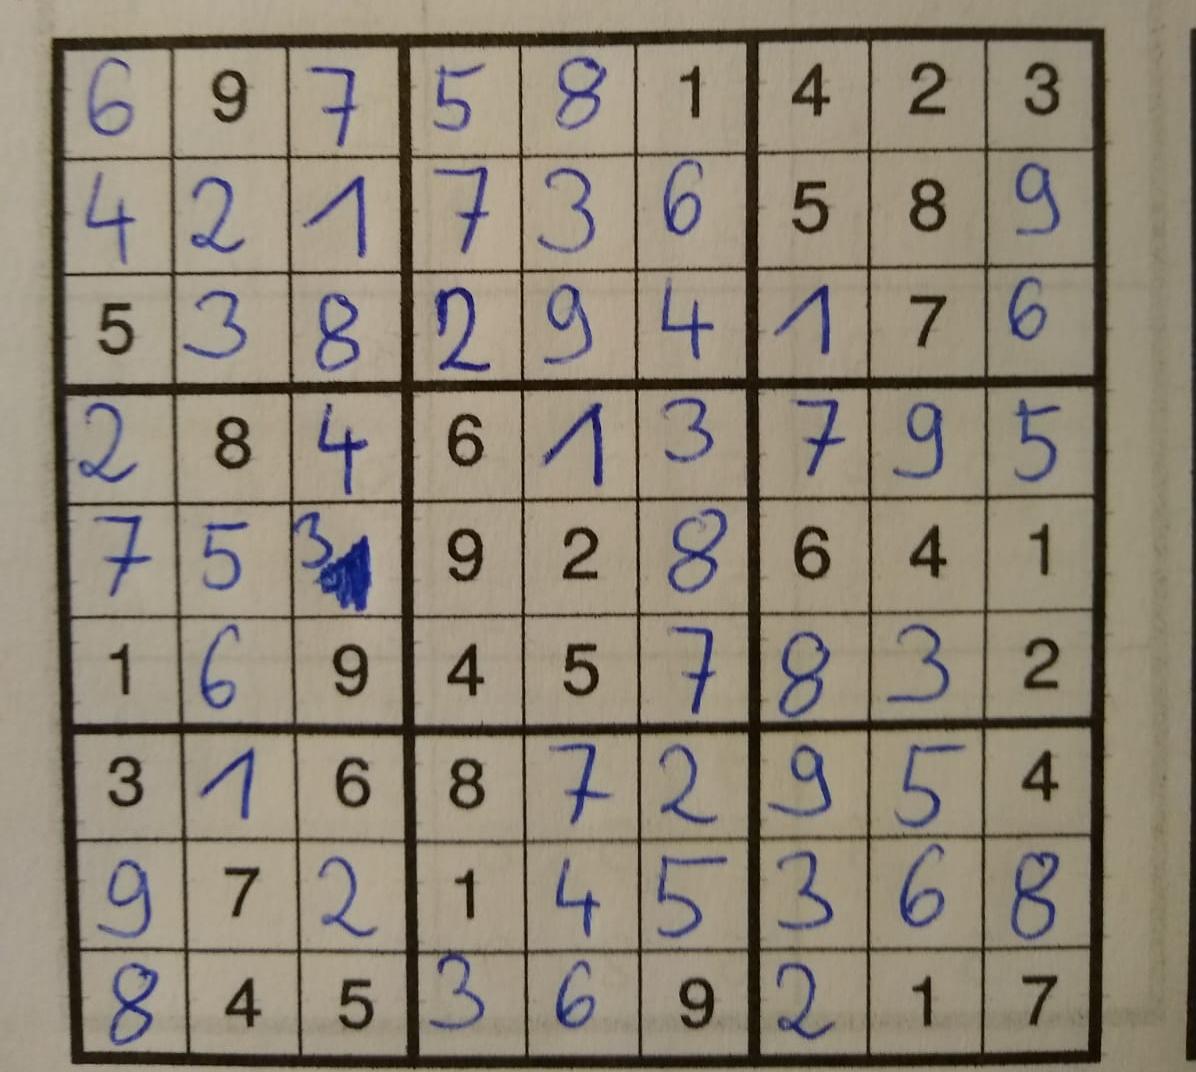 6 9 7 5 8 1 4 2 3
4 2 1 7 3 6 5 8 9
5 3 8 2 9 4 1 7 6
2 8 4 6 1 3 7 9 5
7 5 3 9 2 8 6 4 1
1 6 9 4 5 7 8 3 2
3 1 6 8 7 2 9 5 4
9 7 2 1 4 5 3 6 8
8 4 5 3 6 9 2 1 7